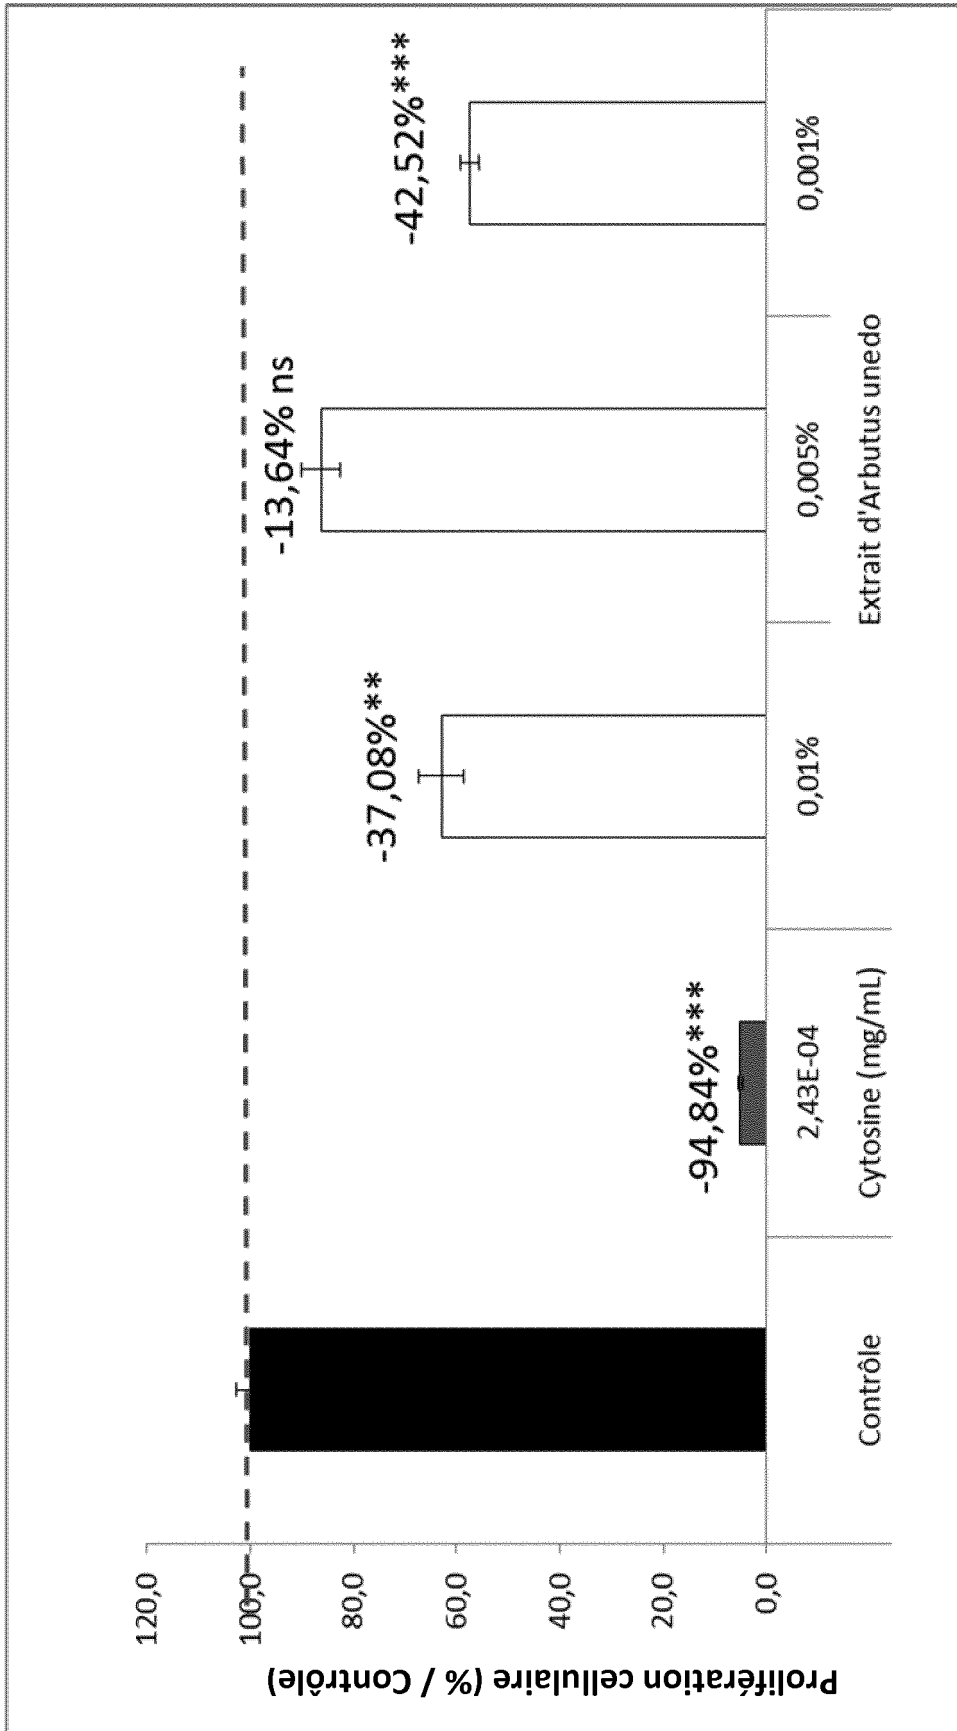 Prolifération cellulaire (% / Contrôle)
120,0
100,0
80,0
60,0
40,0
20,0
0,0
-94,84%***
-37,08%**
-13,64% ns
-42,52%***
2,43E-04
0,01%
0,005%
0,001%
Contrôle
Cytosine (mg/mL)
Extrait d'Arbutus unedo